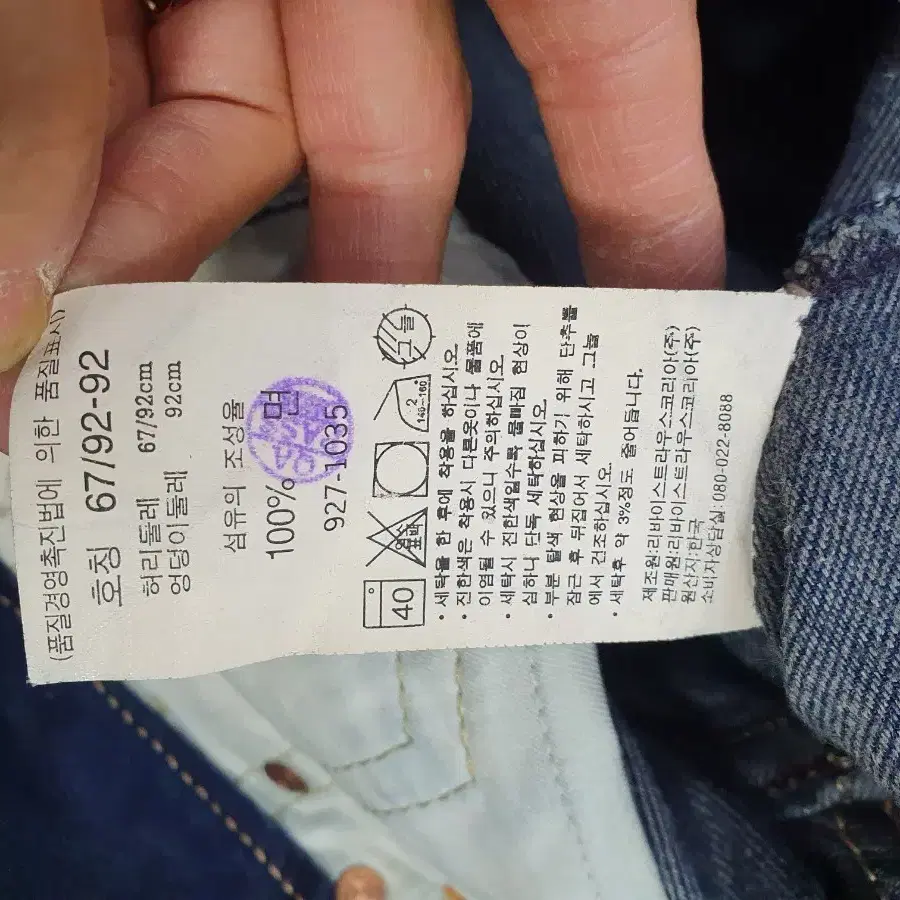 (품질경영촉진법에 의한 품질표시)
호칭 67/92-92
허리둘레 67/92cm
엉덩이둘레 92cm
섬유의 조성율
100% 면
927-1035
40
염소표백
2
140~160°
그늘
• 세탁을 한 후에 착용을 하십시오.
• 진한색은 착용시 다른옷이나 물품에
이염될 수 있으니 주의하십시오.
• 세탁시 진한색일수록 물빠짐 현상이
심하니 단독 세탁하십시오.
• 부분 탈색 현상을 피하기 위해 단추를
잠근 후 뒤집어서 세탁하시고 그늘
에서 건조하십시오.
• 세탁후 약 3%정도 줄어듭니다.
제조원:리바이스트라우스코리아(주)
판매원:리바이스트라우스코리아(주)
원산지:한국
소비자상담실:080-022-8088